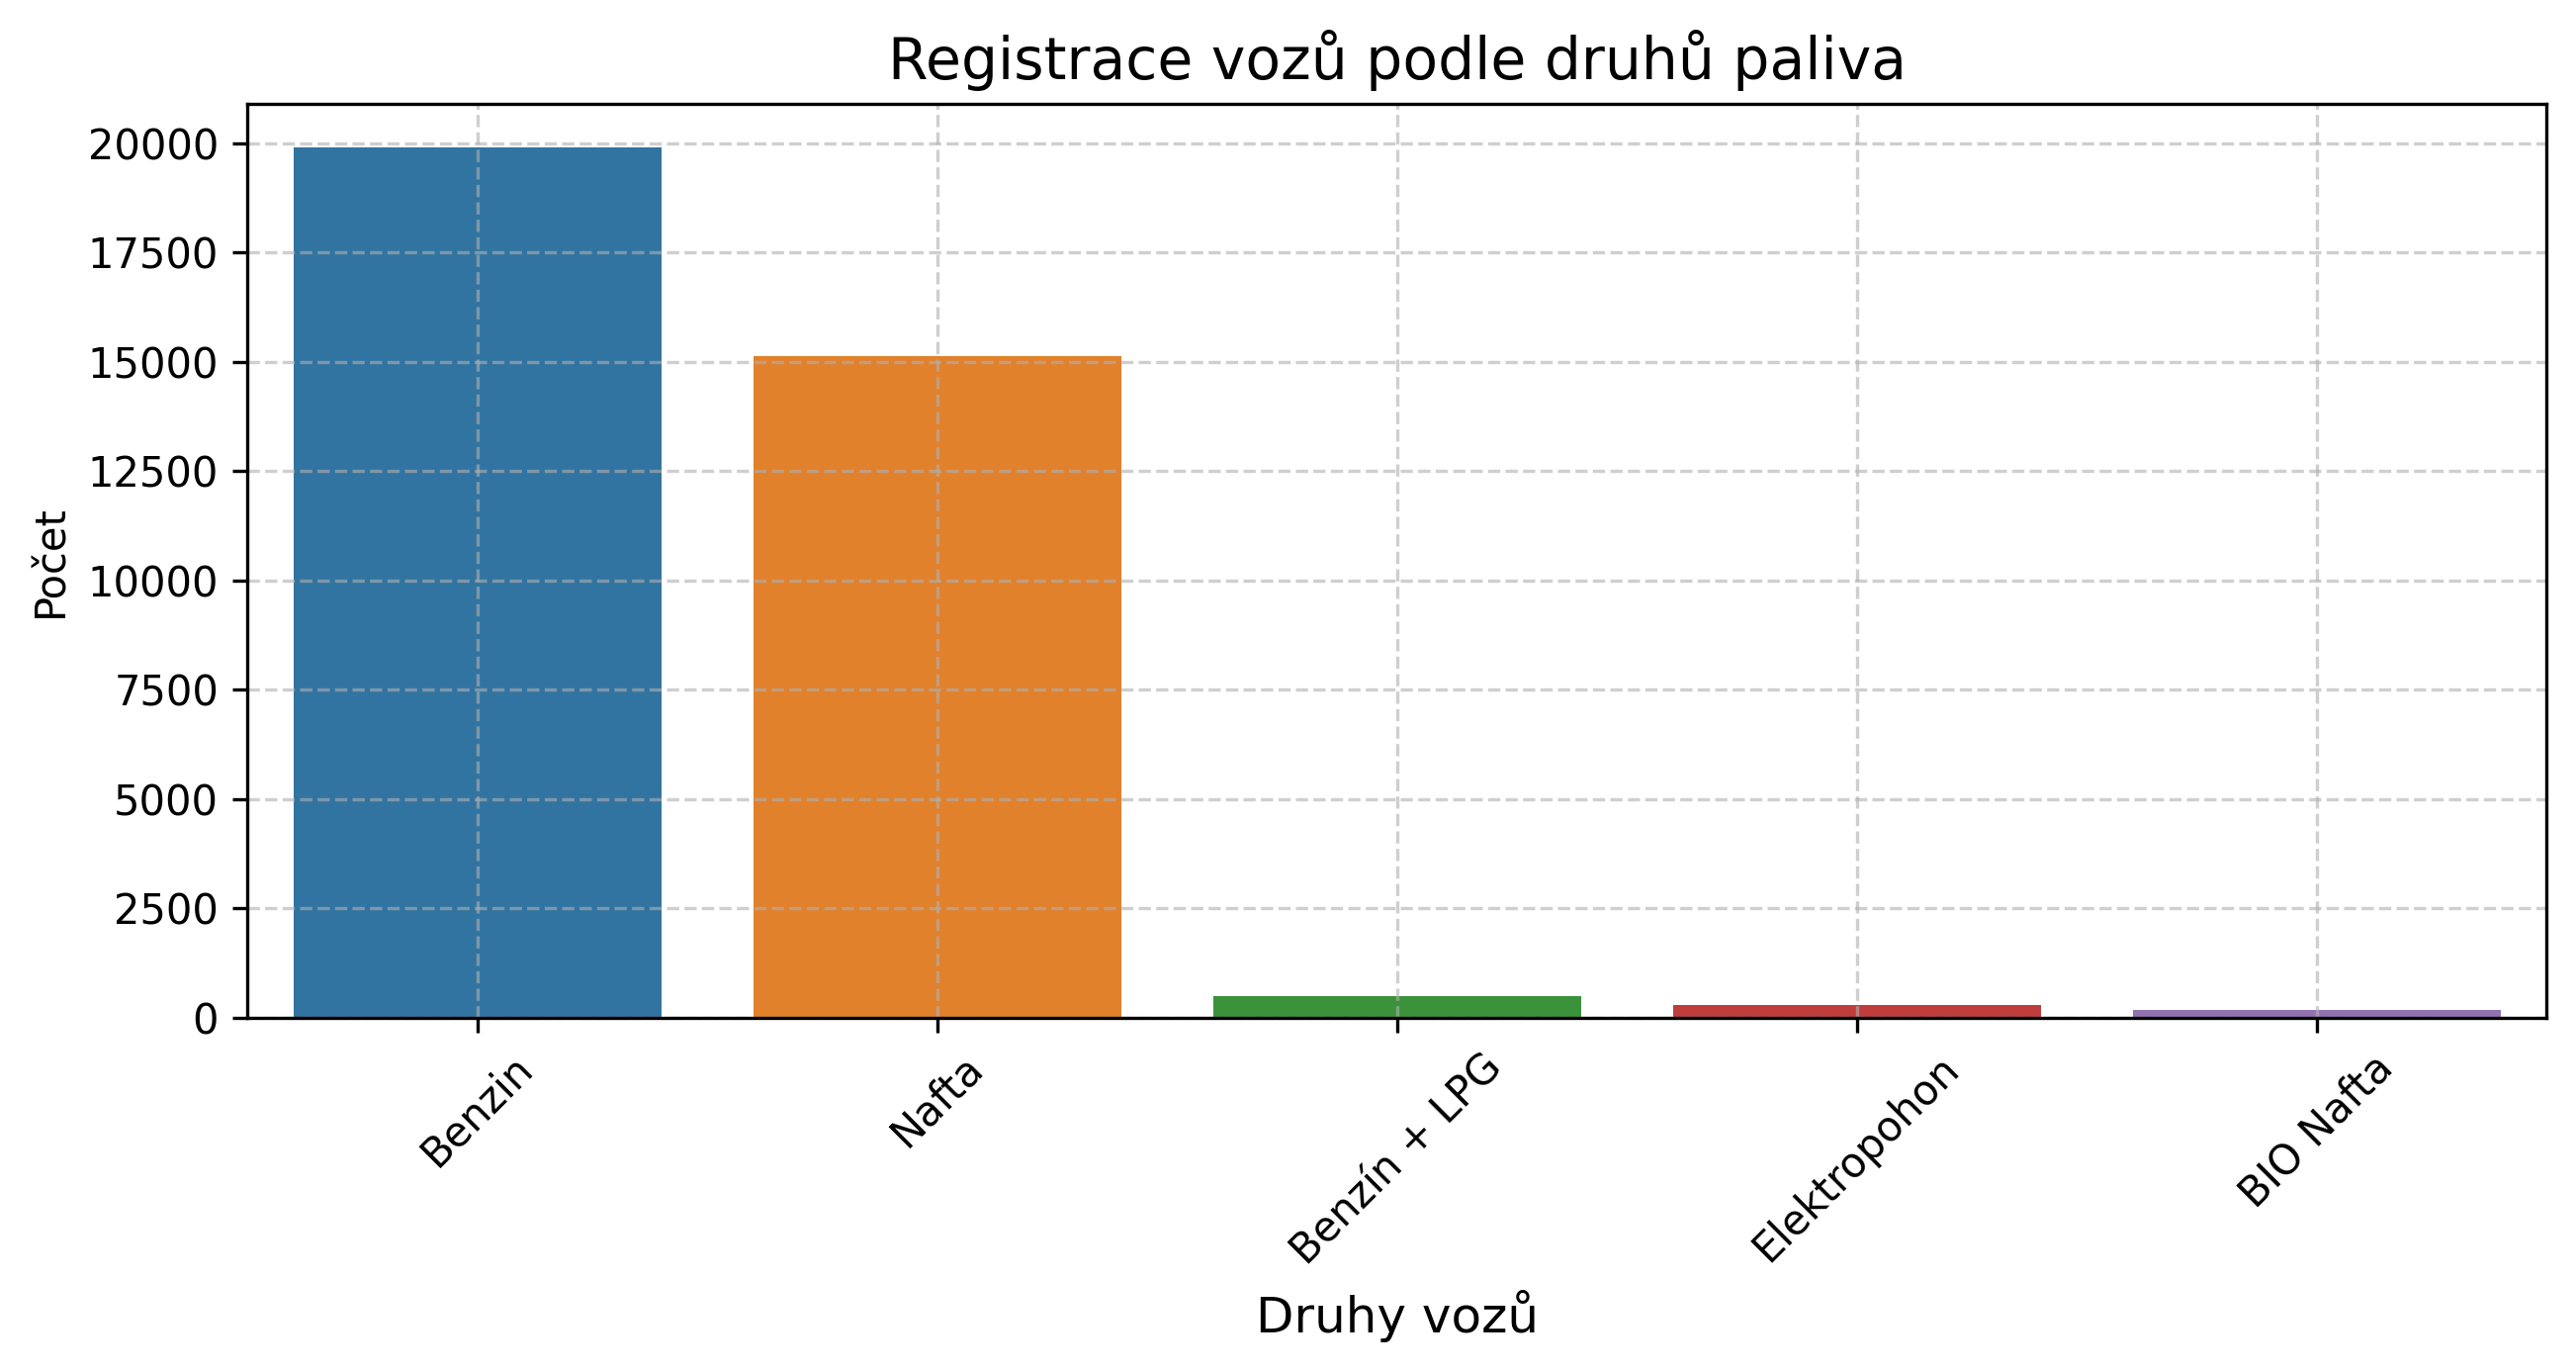 Registrace vozů podle druhů paliva
Počet
20000
17500
15000
12500
10000
7500
5000
2500
0
Benzin
Nafta
Benzín + LPG
Elektropohon
BIO Nafta
Druhy vozů